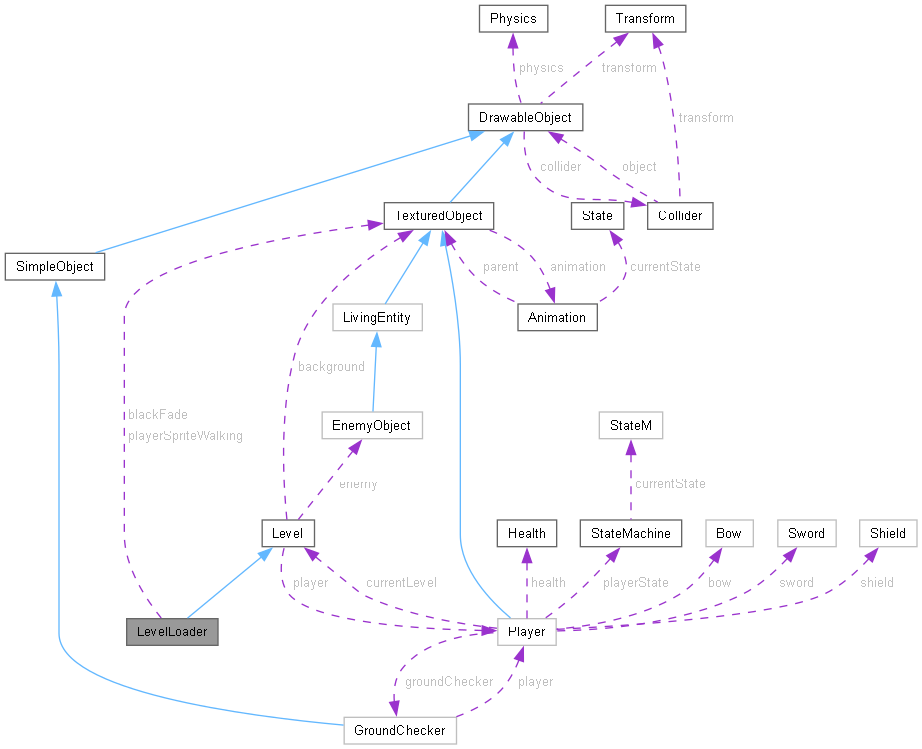 Physics
Transform
physics
transform
DrawableObject
transform
collider
object
TexturedObject
State
Collider
SimpleObject
parent
animation
currentState
LivingEntity
Animation
background
blackFade
playerSpriteWalking
EnemyObject
StateM
enemy
currentState
Level
Health
StateMachine
Bow
Sword
Shield
player
currentLevel
health
playerState
bow
sword
shield
LevelLoader
Player
groundChecker
player
GroundChecker